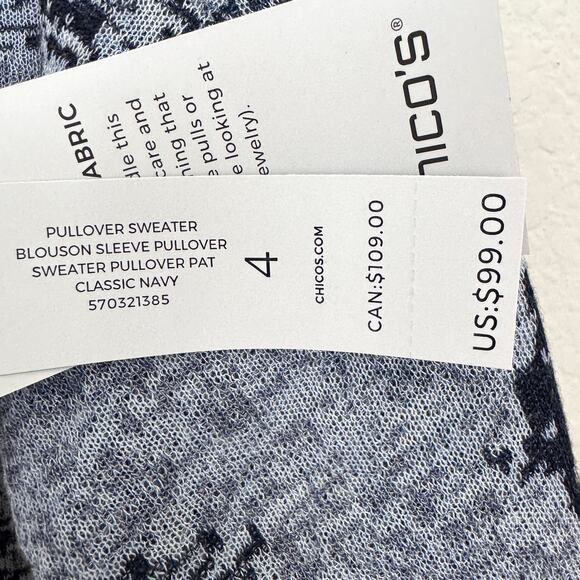 CHICO'S®
ABRIC
this
care and
ning that
pulls or
looking at
ewelry).
PULLOVER SWEATER
BLOUSON SLEEVE PULLOVER
SWEATER PULLOVER PAT
CLASSIC NAVY
570321385
4
CHICOS.COM
CAN:$109.00
US:$99.00